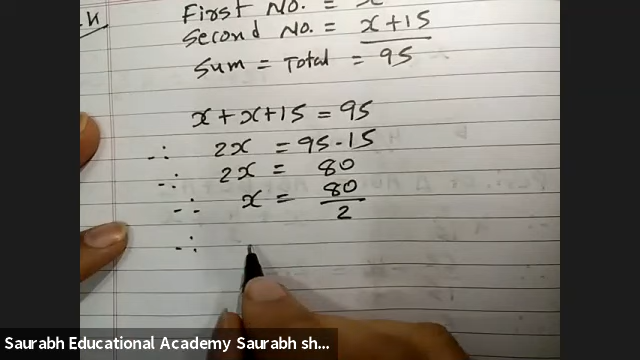 First No. = x
Second No. = x+15
Sum = Total = 95
x+x+15 = 95
∴ 2x = 95-15
∴ 2x = 80
∴ x = 80/2
∴
Saurabh Educational Academy Saurabh sh...